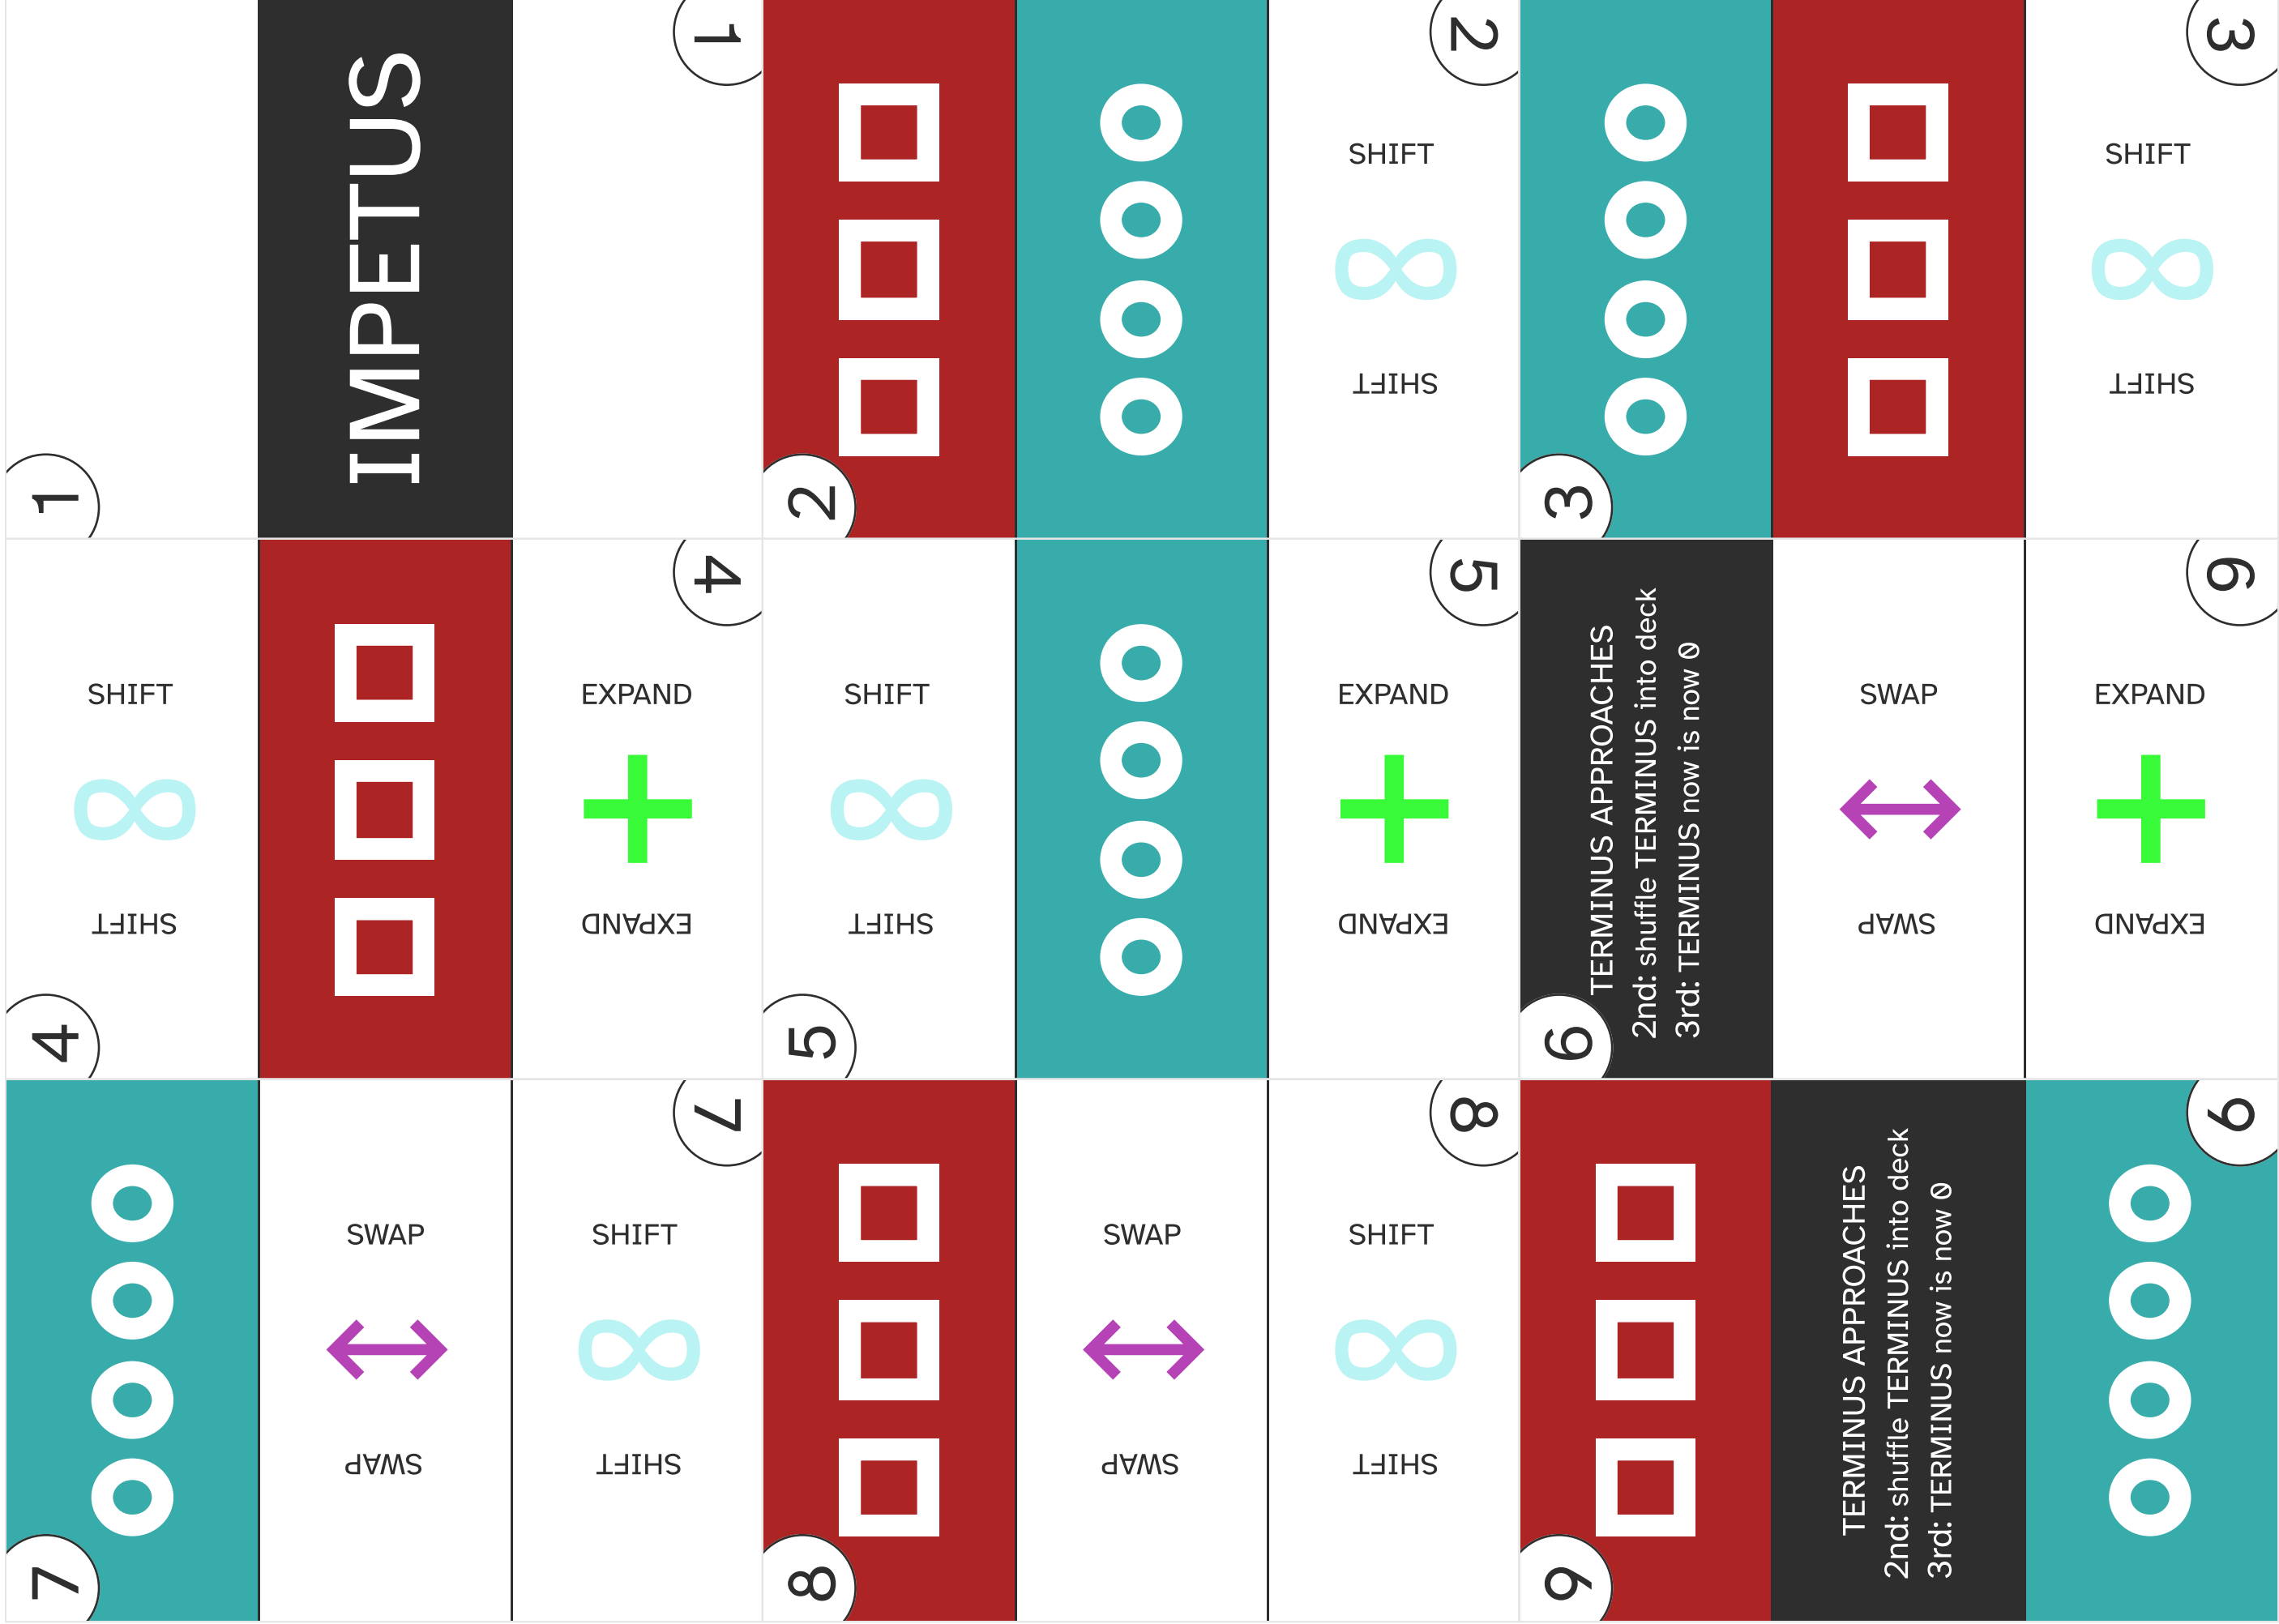 1
IMPETUS
1
2
SHIFT
SHIFT
2
3
SHIFT
SHIFT
3
4
SHIFT
SHIFT
EXPAND
EXPAND
4
5
SHIFT
SHIFT
EXPAND
EXPAND
5
6
TERMINUS APPROACHES
2nd: shuffle TERMINUS into deck
3rd: TERMINUS now is now 0
SWAP
SWAP
EXPAND
EXPAND
6
7
SWAP
SWAP
SHIFT
SHIFT
7
8
SWAP
SWAP
SHIFT
SHIFT
8
9
TERMINUS APPROACHES
2nd: shuffle TERMINUS into deck
3rd: TERMINUS now is now 0
9